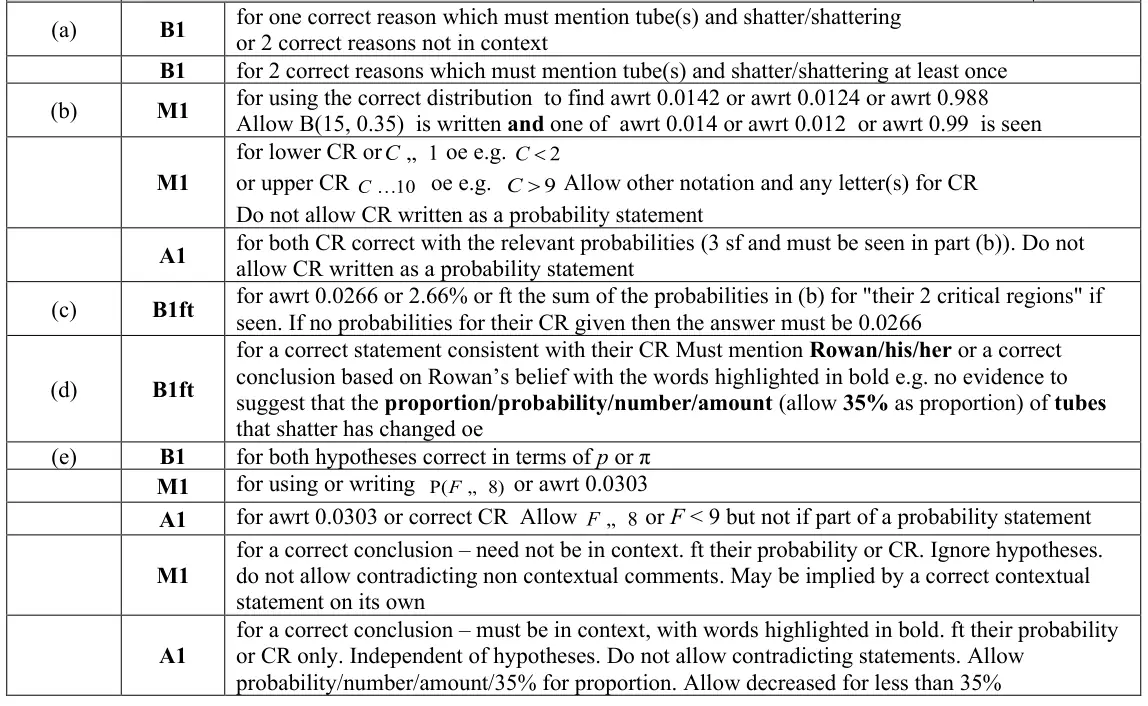 (a) B1 for one correct reason which must mention tube(s) and shatter/shattering
or 2 correct reasons not in context
B1 for 2 correct reasons which must mention tube(s) and shatter/shattering at least once
(b) M1 for using the correct distribution to find awrt 0.0142 or awrt 0.0124 or awrt 0.988
Allow B(15, 0.35) is written and one of awrt 0.014 or awrt 0.012 or awrt 0.99 is seen
M1 for lower CR or C „ 1 oe e.g. C < 2
or upper CR C …10 oe e.g. C > 9 Allow other notation and any letter(s) for CR
Do not allow CR written as a probability statement
A1 for both CR correct with the relevant probabilities (3 sf and must be seen in part (b)). Do not
allow CR written as a probability statement
(c) B1ft for awrt 0.0266 or 2.66% or ft the sum of the probabilities in (b) for "their 2 critical regions" if
seen. If no probabilities for their CR given then the answer must be 0.0266
(d) B1ft for a correct statement consistent with their CR Must mention Rowan/his/her or a correct
conclusion based on Rowan’s belief with the words highlighted in bold e.g. no evidence to
suggest that the proportion/probability/number/amount (allow 35% as proportion) of tubes
that shatter has changed oe
(e) B1 for both hypotheses correct in terms of p or π
M1 for using or writing P(F „ 8) or awrt 0.0303
A1 for awrt 0.0303 or correct CR Allow F „ 8 or F < 9 but not if part of a probability statement
M1 for a correct conclusion – need not be in context. ft their probability or CR. Ignore hypotheses.
do not allow contradicting non contextual comments. May be implied by a correct contextual
statement on its own
A1 for a correct conclusion – must be in context, with words highlighted in bold. ft their probability
or CR only. Independent of hypotheses. Do not allow contradicting statements. Allow
probability/number/amount/35% for proportion. Allow decreased for less than 35%